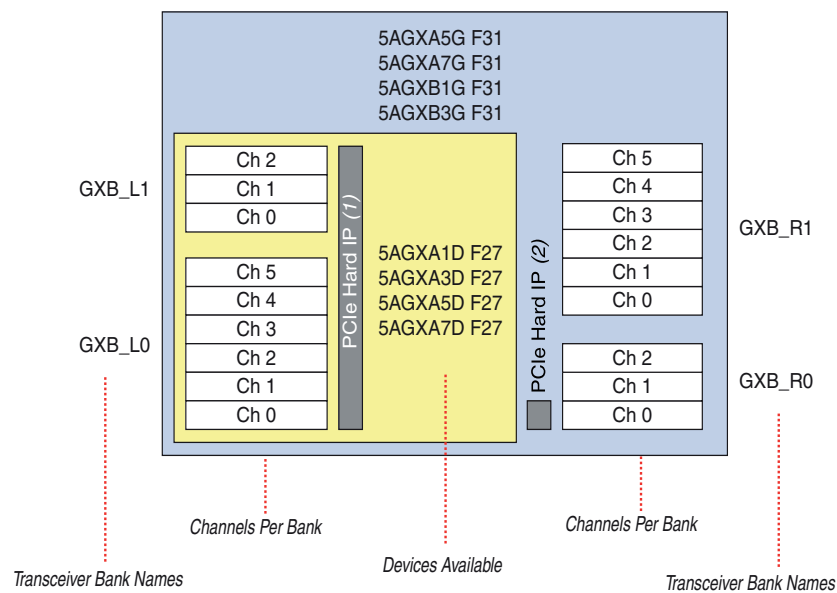 5AGXA5G F31
5AGXA7G F31
5AGXB1G F31
5AGXB3G F31
GXB_L1
Ch 2
Ch 1
Ch 0
GXB_L0
Ch 5
Ch 4
Ch 3
Ch 2
Ch 1
Ch 0
PCIe Hard IP (1)
5AGXA1D F27
5AGXA3D F27
5AGXA5D F27
5AGXA7D F27
PCIe Hard IP (2)
Ch 5
Ch 4
Ch 3
Ch 2
Ch 1
Ch 0
GXB_R1
Ch 2
Ch 1
Ch 0
GXB_R0
Channels Per Bank
Channels Per Bank
Devices Available
Transceiver Bank Names
Transceiver Bank Names